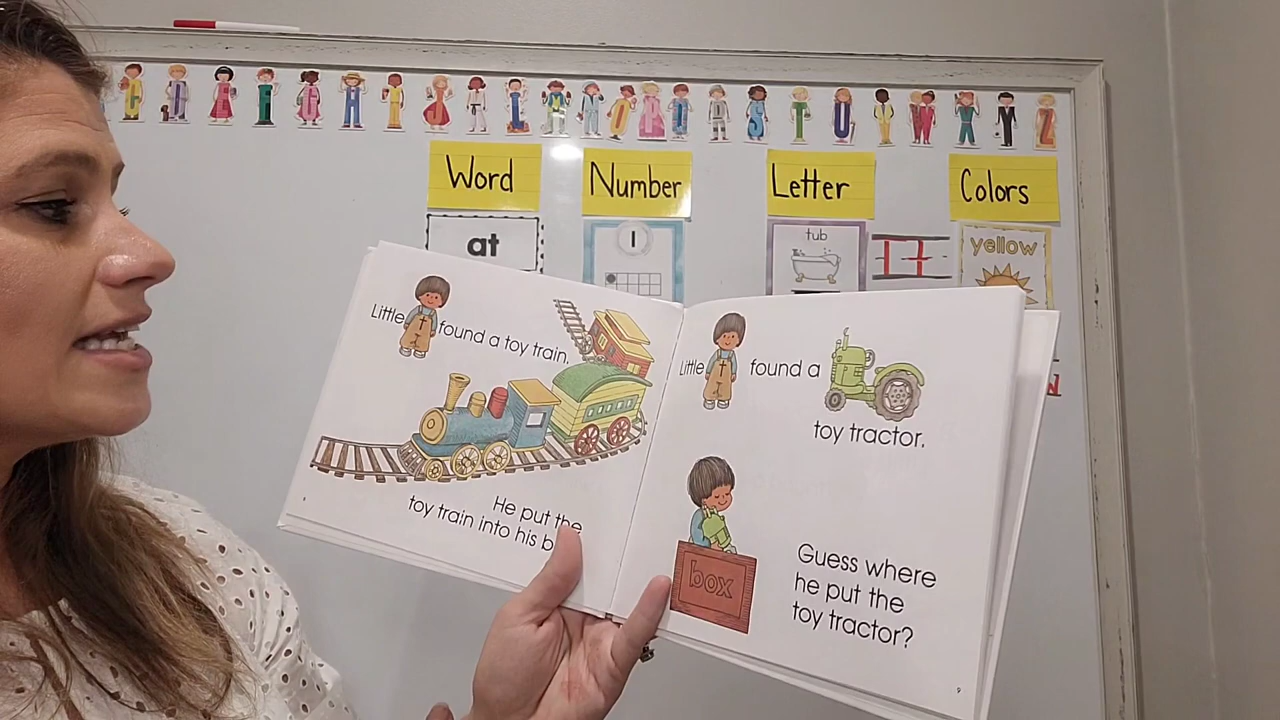 Word
Number
Letter
Colors
at
1
tub
yellow
Little t found a toy train.
He put the
toy train into his
Little t found a
toy tractor.
box
Guess where
he put the
toy tractor?
9